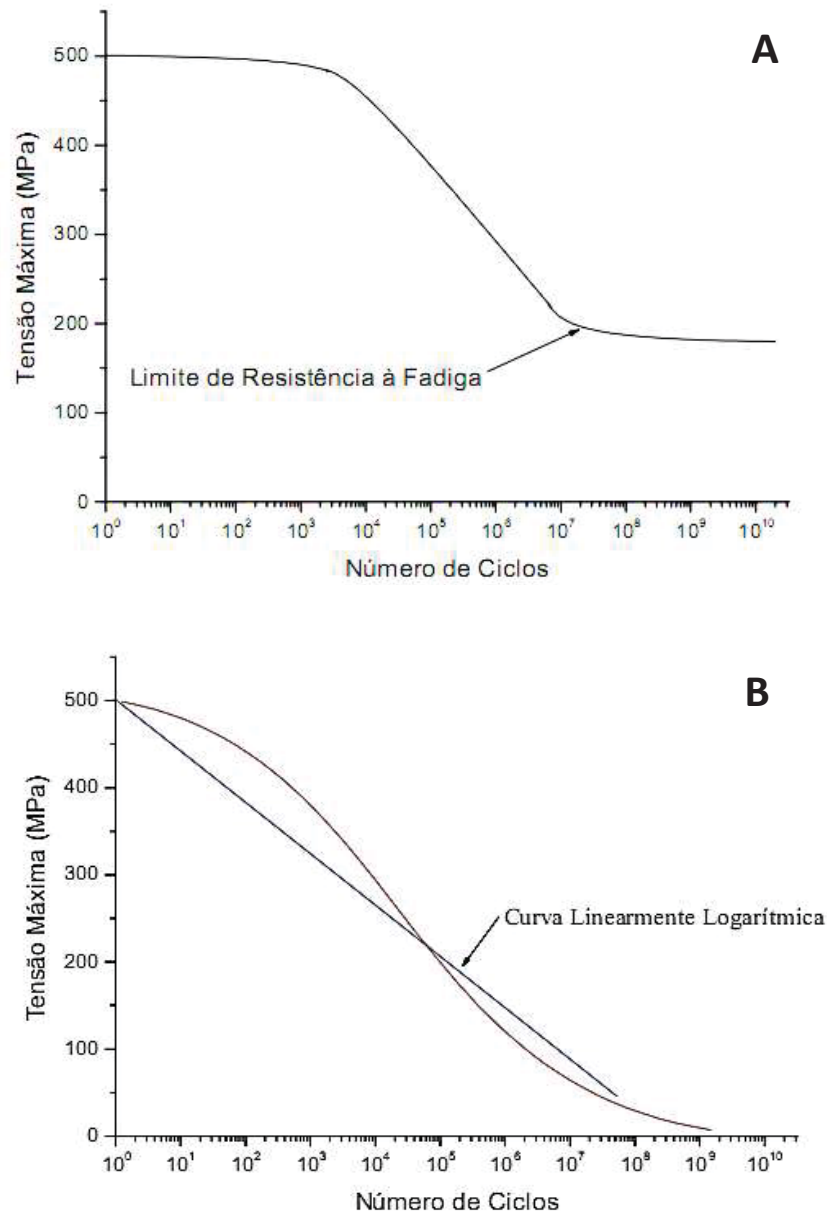 A
500
400
300
200
100
0
Tensão Máxima (MPa)
Limite de Resistência à Fadiga
10⁰ 10¹ 10² 10³ 10⁴ 10⁵ 10⁶ 10⁷ 10⁸ 10⁹ 10¹⁰
Número de Ciclos
B
500
400
300
200
100
0
Tensão Máxima (MPa)
Curva Linearmente Logarítmica
10⁰ 10¹ 10² 10³ 10⁴ 10⁵ 10⁶ 10⁷ 10⁸ 10⁹ 10¹⁰
Número de Ciclos